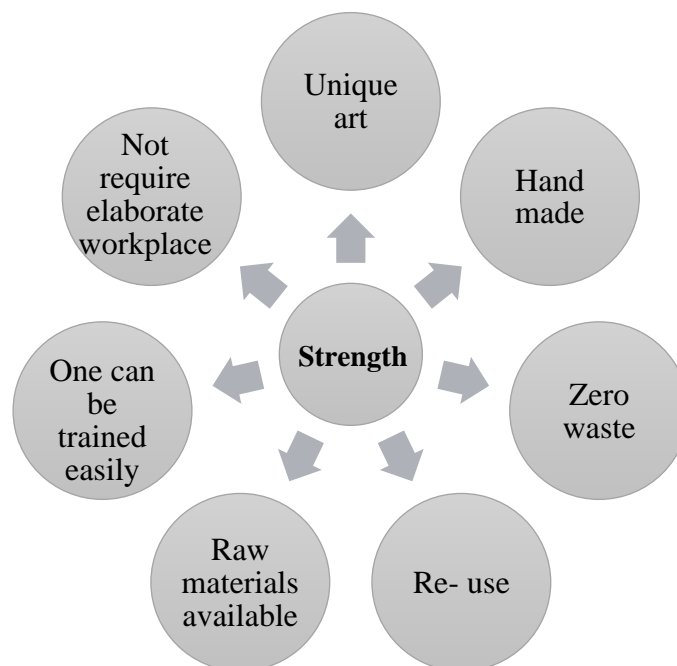 Unique
art
Hand
made
Zero
waste
Re- use
Raw
materials
available
One can
be
trained
easily
Not
require
elaborate
workplace
Strength